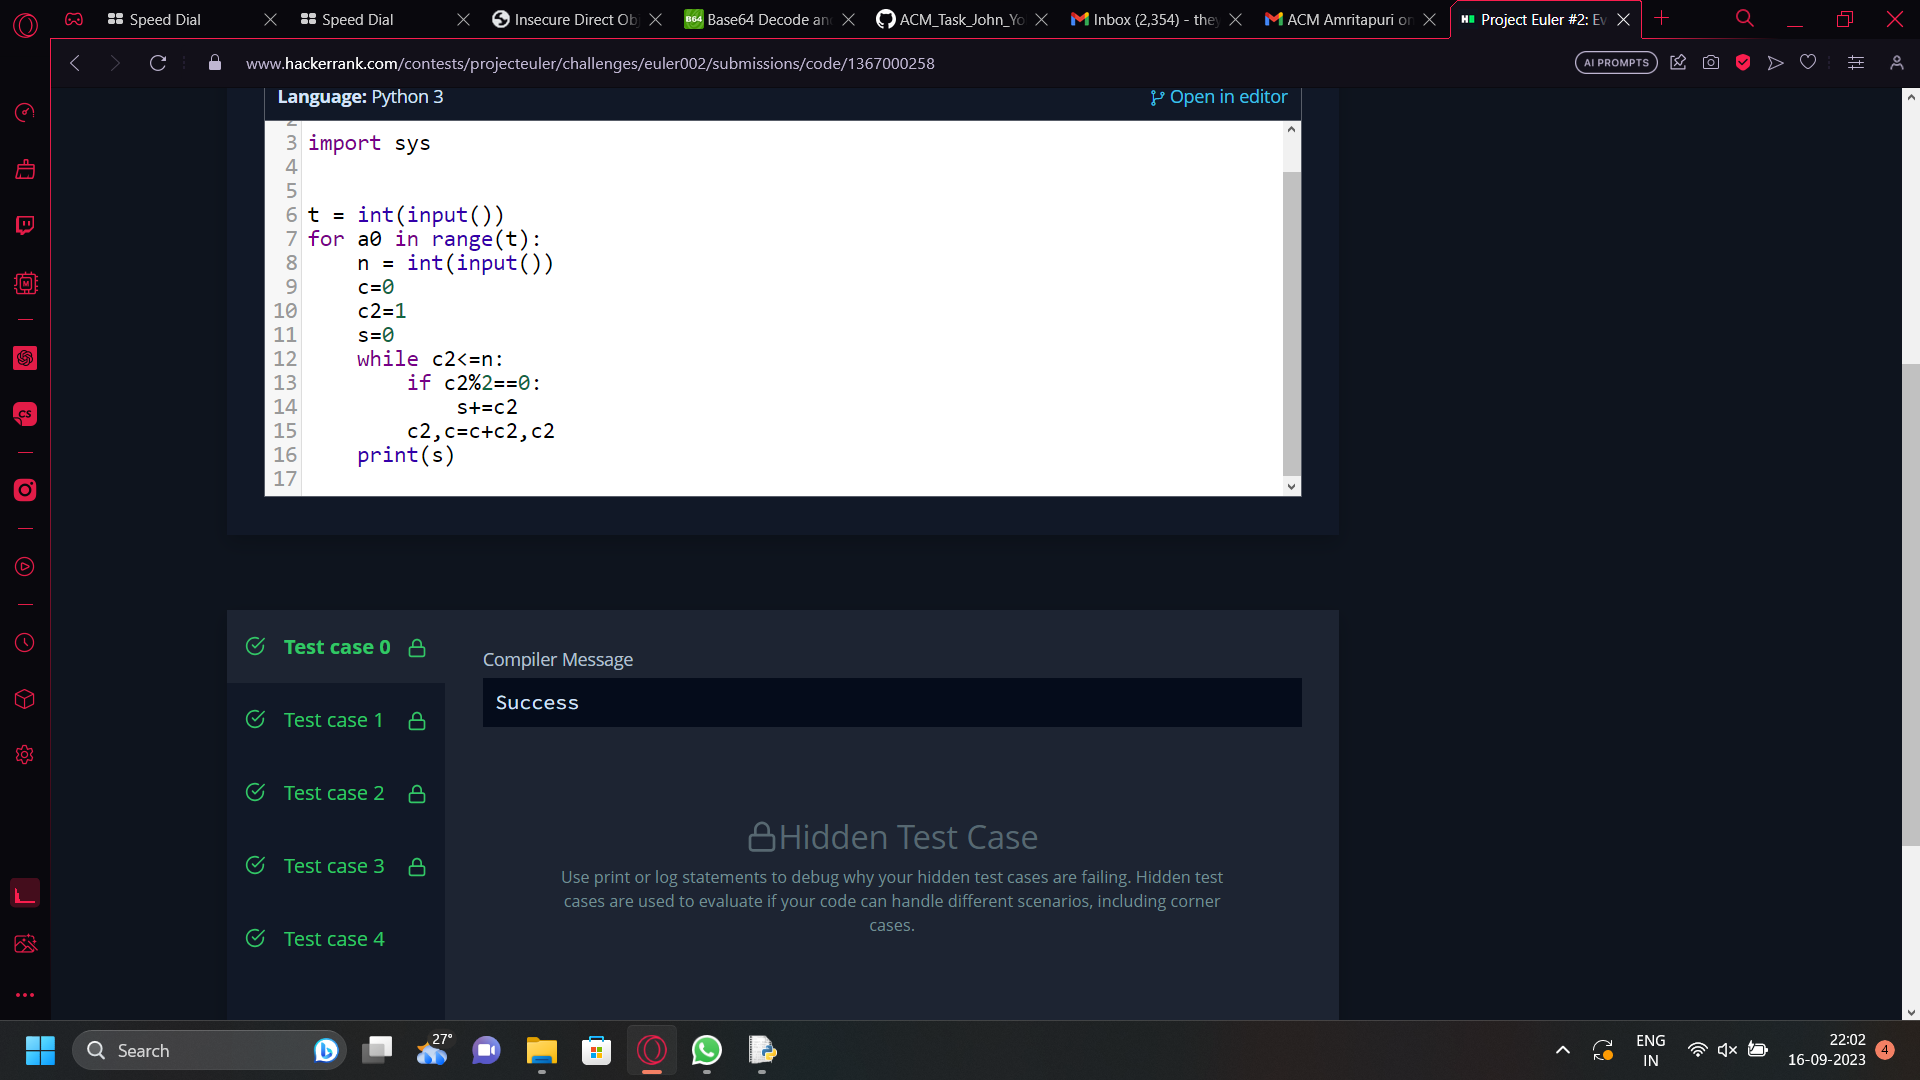 Speed Dial
Speed Dial
Insecure Direct Ob
B64 Base64 Decode an
ACM_Task_John_Yo
Inbox (2,354) - they
ACM Amritapuri on
Project Euler #2: Ev
www.hackerrank.com/contests/projecteuler/challenges/euler002/submissions/code/1367000258
AI PROMPTS
Language: Python 3
Open in editor
2
3 import sys
4
5
6 t = int(input())
7 for a0 in range(t):
8 n = int(input())
9 c=0
10 c2=1
11 s=0
12 while c2<=n:
13 if c2%2==0:
14 s+=c2
15 c2,c=c+c2,c2
16 print(s)
17
CS
Test case 0
Test case 1
Test case 2
Test case 3
Test case 4
Compiler Message
Success
Hidden Test Case
Use print or log statements to debug why your hidden test cases are failing. Hidden test
cases are used to evaluate if your code can handle different scenarios, including corner
cases.
Search
27°
ENG
IN
22:02
16-09-2023
4